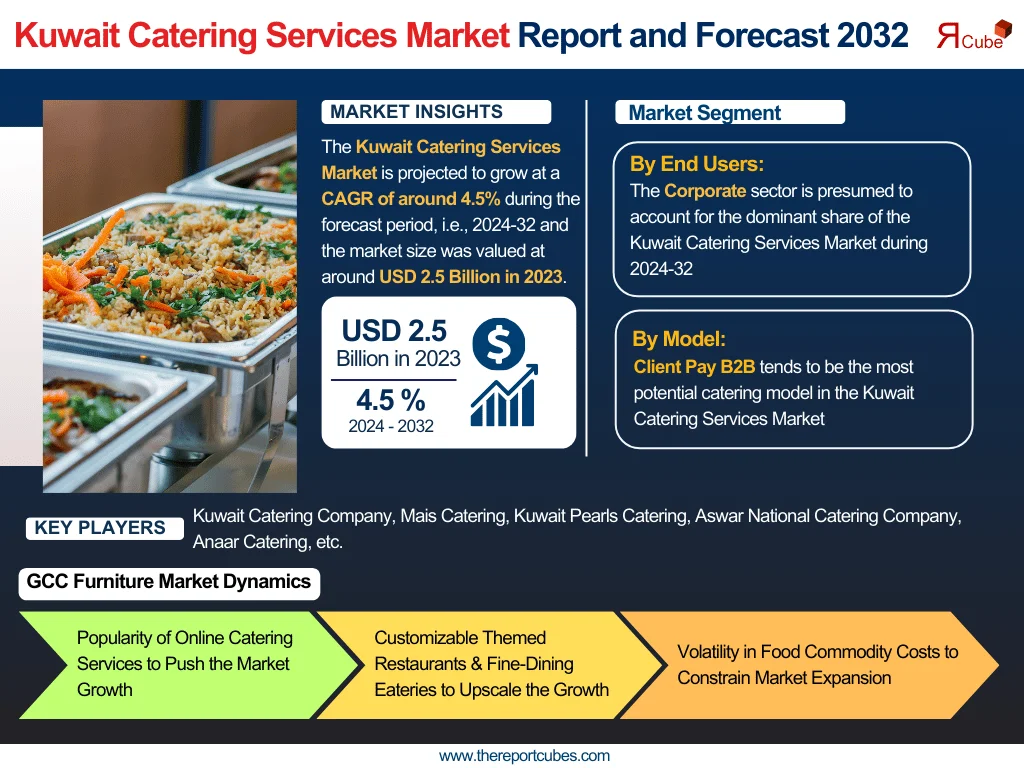 Kuwait Catering Services Market Report and Forecast 2032
ЯCube
MARKET INSIGHTS
The Kuwait Catering Services
Market is projected to grow at a
CAGR of around 4.5% during the
forecast period, i.e., 2024-32 and
the market size was valued at
around USD 2.5 Billion in 2023.
USD 2.5
Billion in 2023
$
4.5 %
2024 - 2032
Market Segment
By End Users:
The Corporate sector is presumed to
account for the dominant share of the
Kuwait Catering Services Market during
2024-32
By Model:
Client Pay B2B tends to be the most
potential catering model in the Kuwait
Catering Services Market
KEY PLAYERS
Kuwait Catering Company, Mais Catering, Kuwait Pearls Catering, Aswar National Catering Company,
Anaar Catering, etc.
GCC Furniture Market Dynamics
Popularity of Online Catering
Services to Push the Market
Growth
Customizable Themed
Restaurants & Fine-Dining
Eateries to Upscale the Growth
Volatility in Food Commodity Costs to
Constrain Market Expansion
www.thereportcubes.com